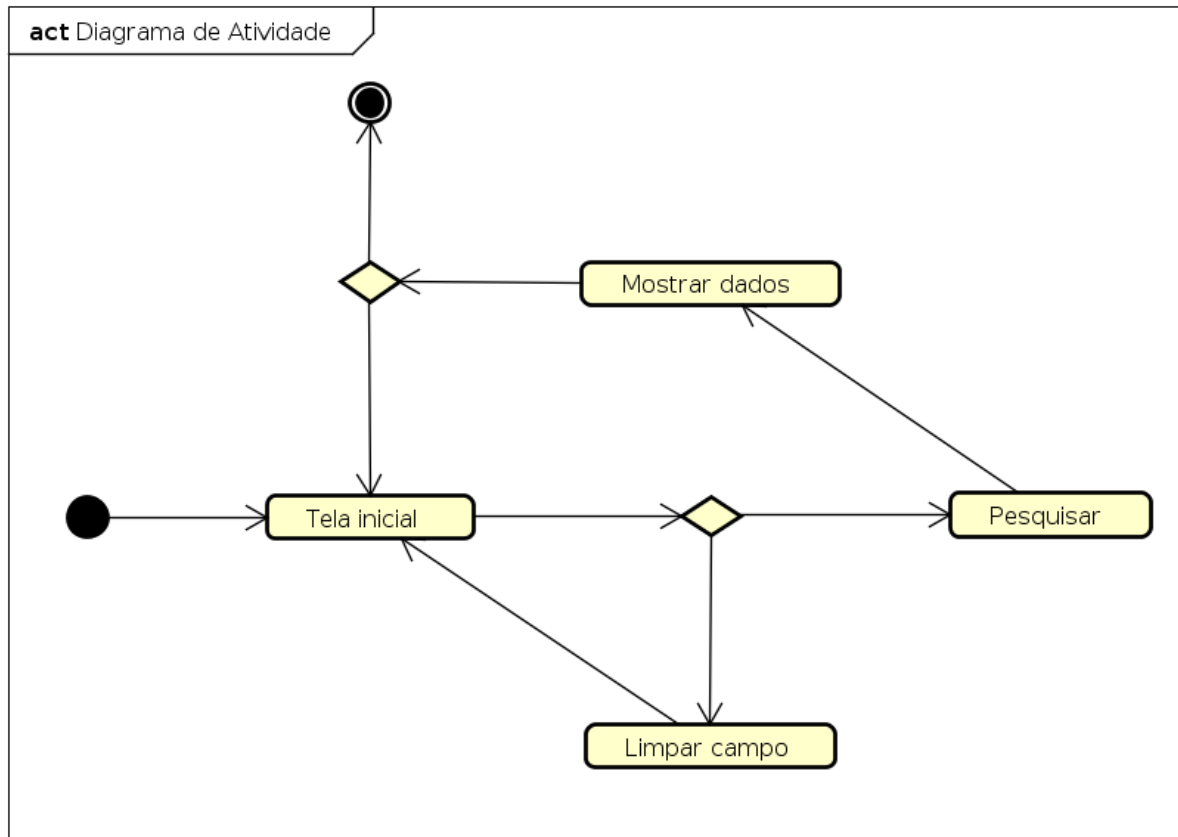 act Diagrama de Atividade
Mostrar dados
Tela inicial
Pesquisar
Limpar campo